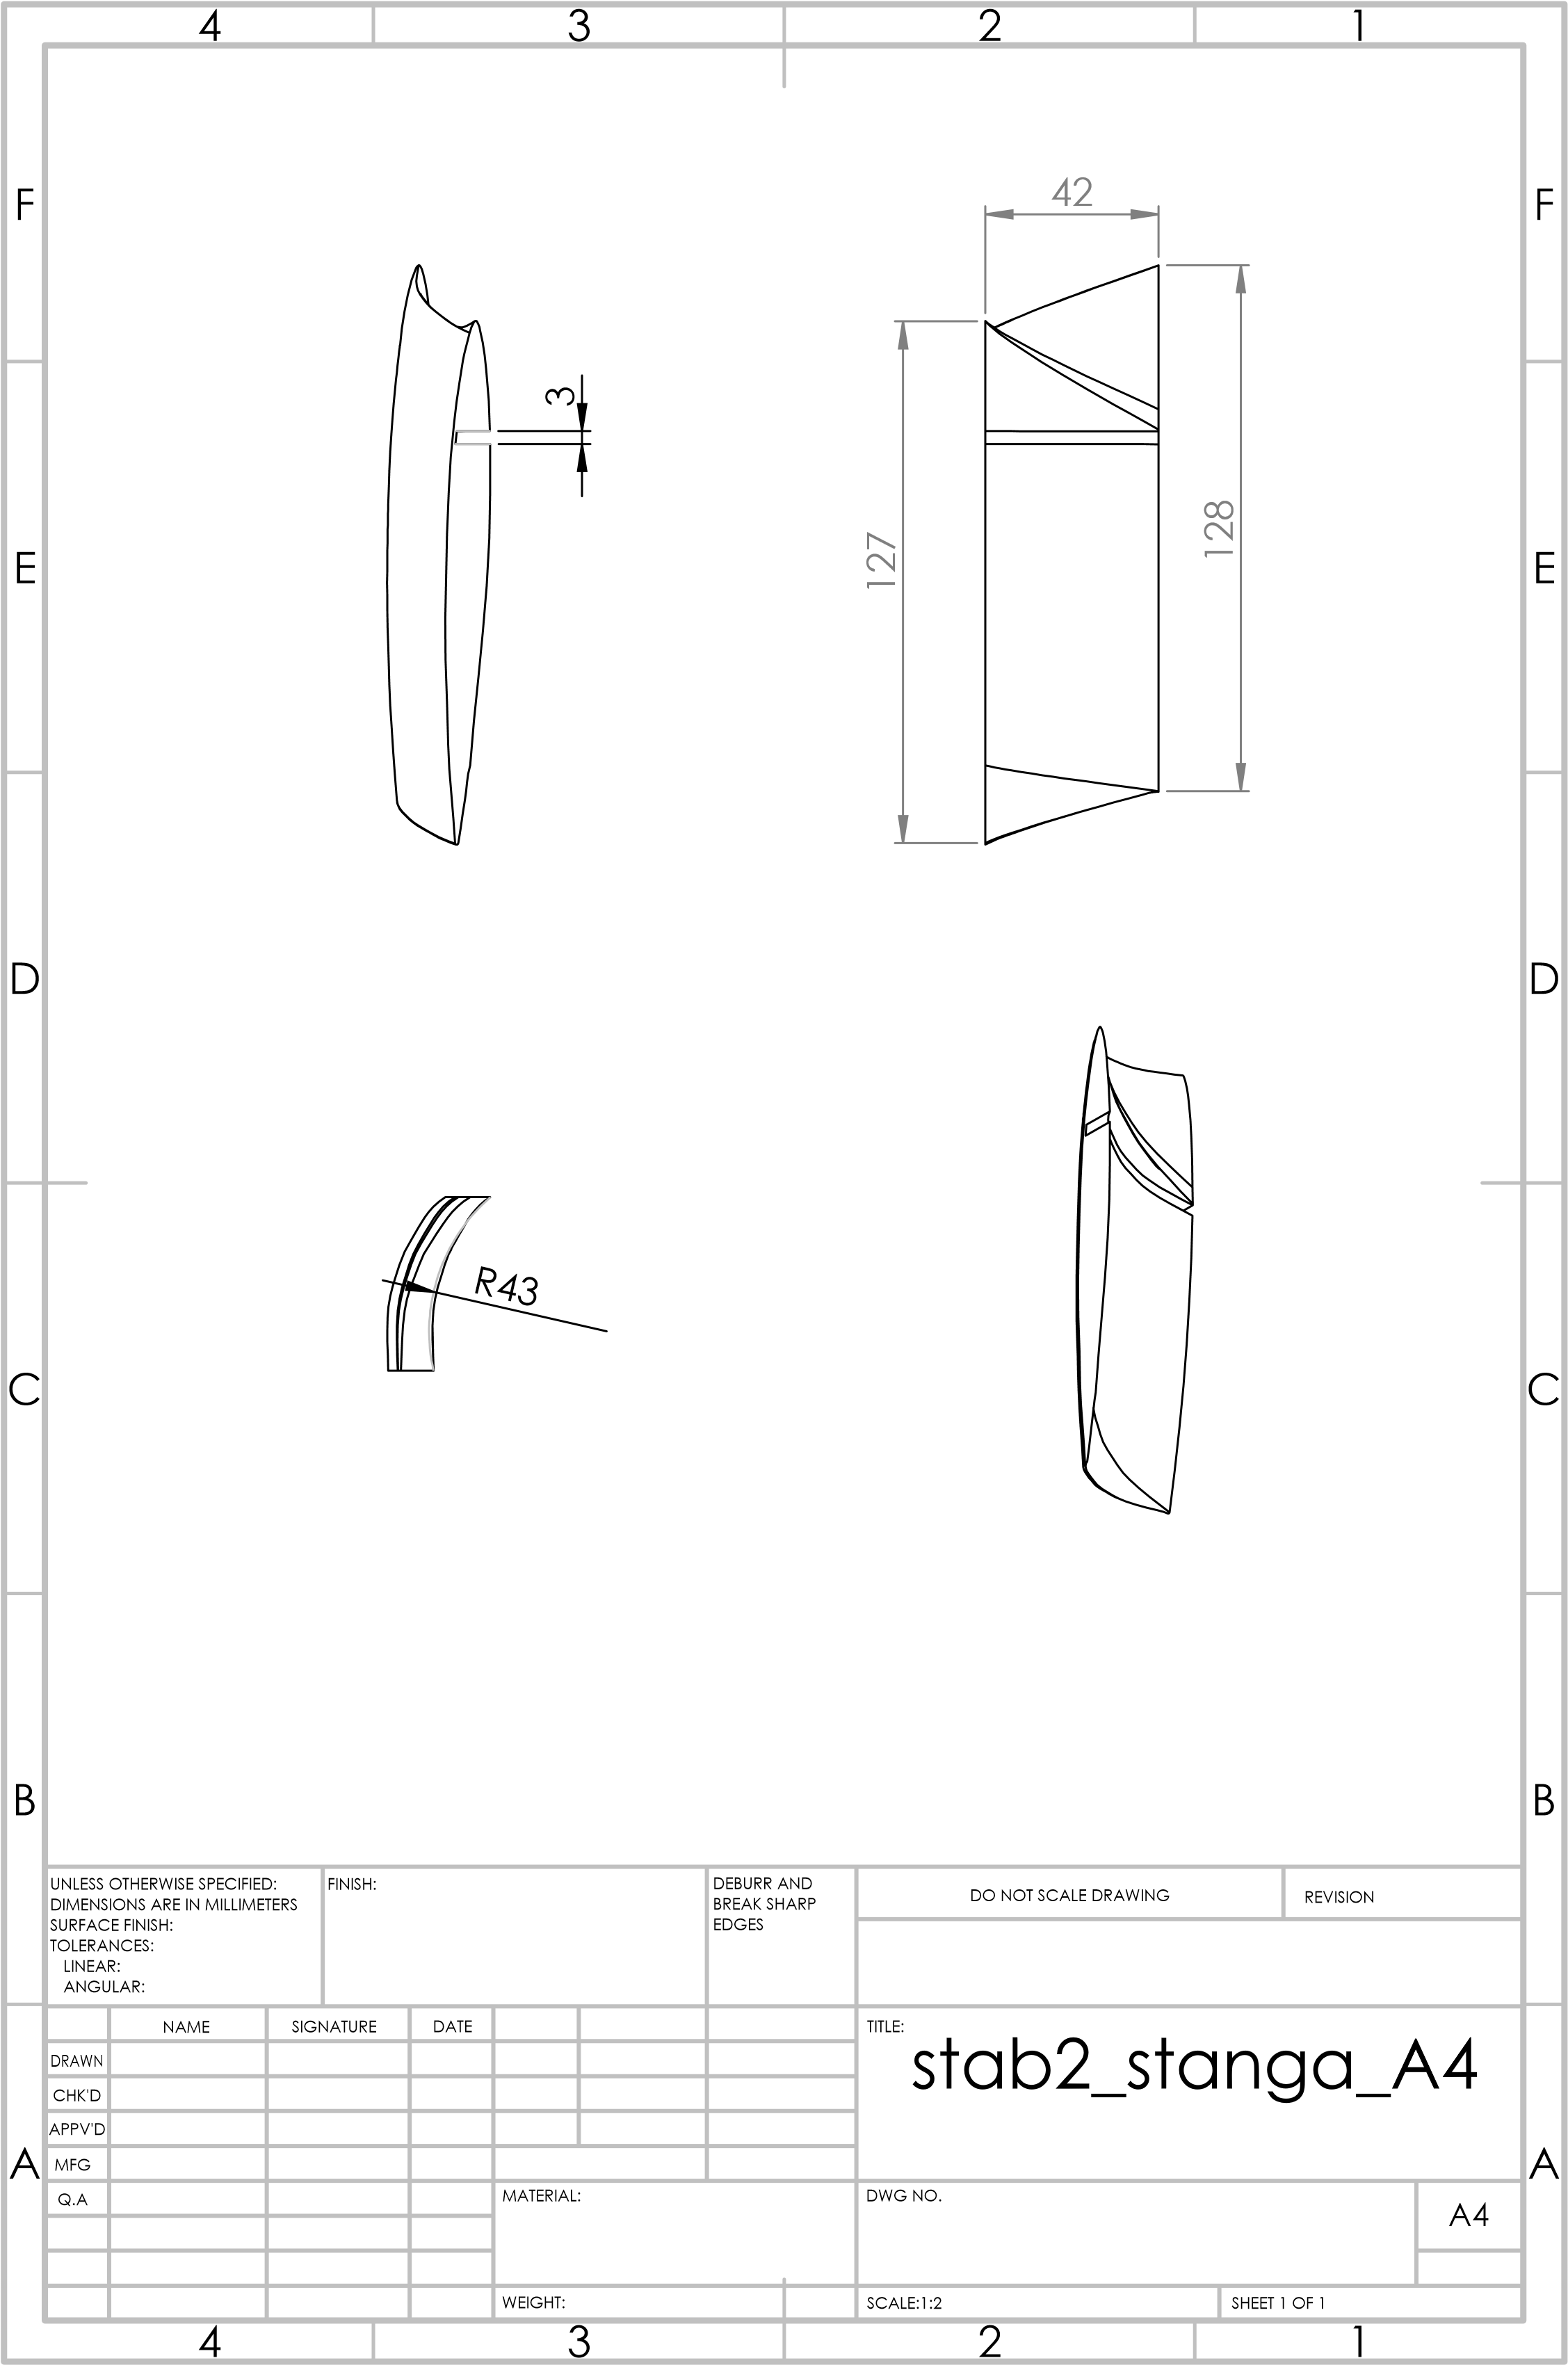 4 3 2 1
F F
42
3
E E
127
128
D D
R43
C C
B B
UNLESS OTHERWISE SPECIFIED:
DIMENSIONS ARE IN MILLIMETERS
SURFACE FINISH:
TOLERANCES:
LINEAR:
ANGULAR:
FINISH:
DEBURR AND
BREAK SHARP
EDGES
DO NOT SCALE DRAWING
REVISION
NAME SIGNATURE DATE
DRAWN
CHK'D
APPV'D
MFG
Q.A
TITLE:
stab2_stanga_A4
A A
MATERIAL:
DWG NO.
A4
WEIGHT:
SCALE:1:2
SHEET 1 OF 1
4 3 2 1